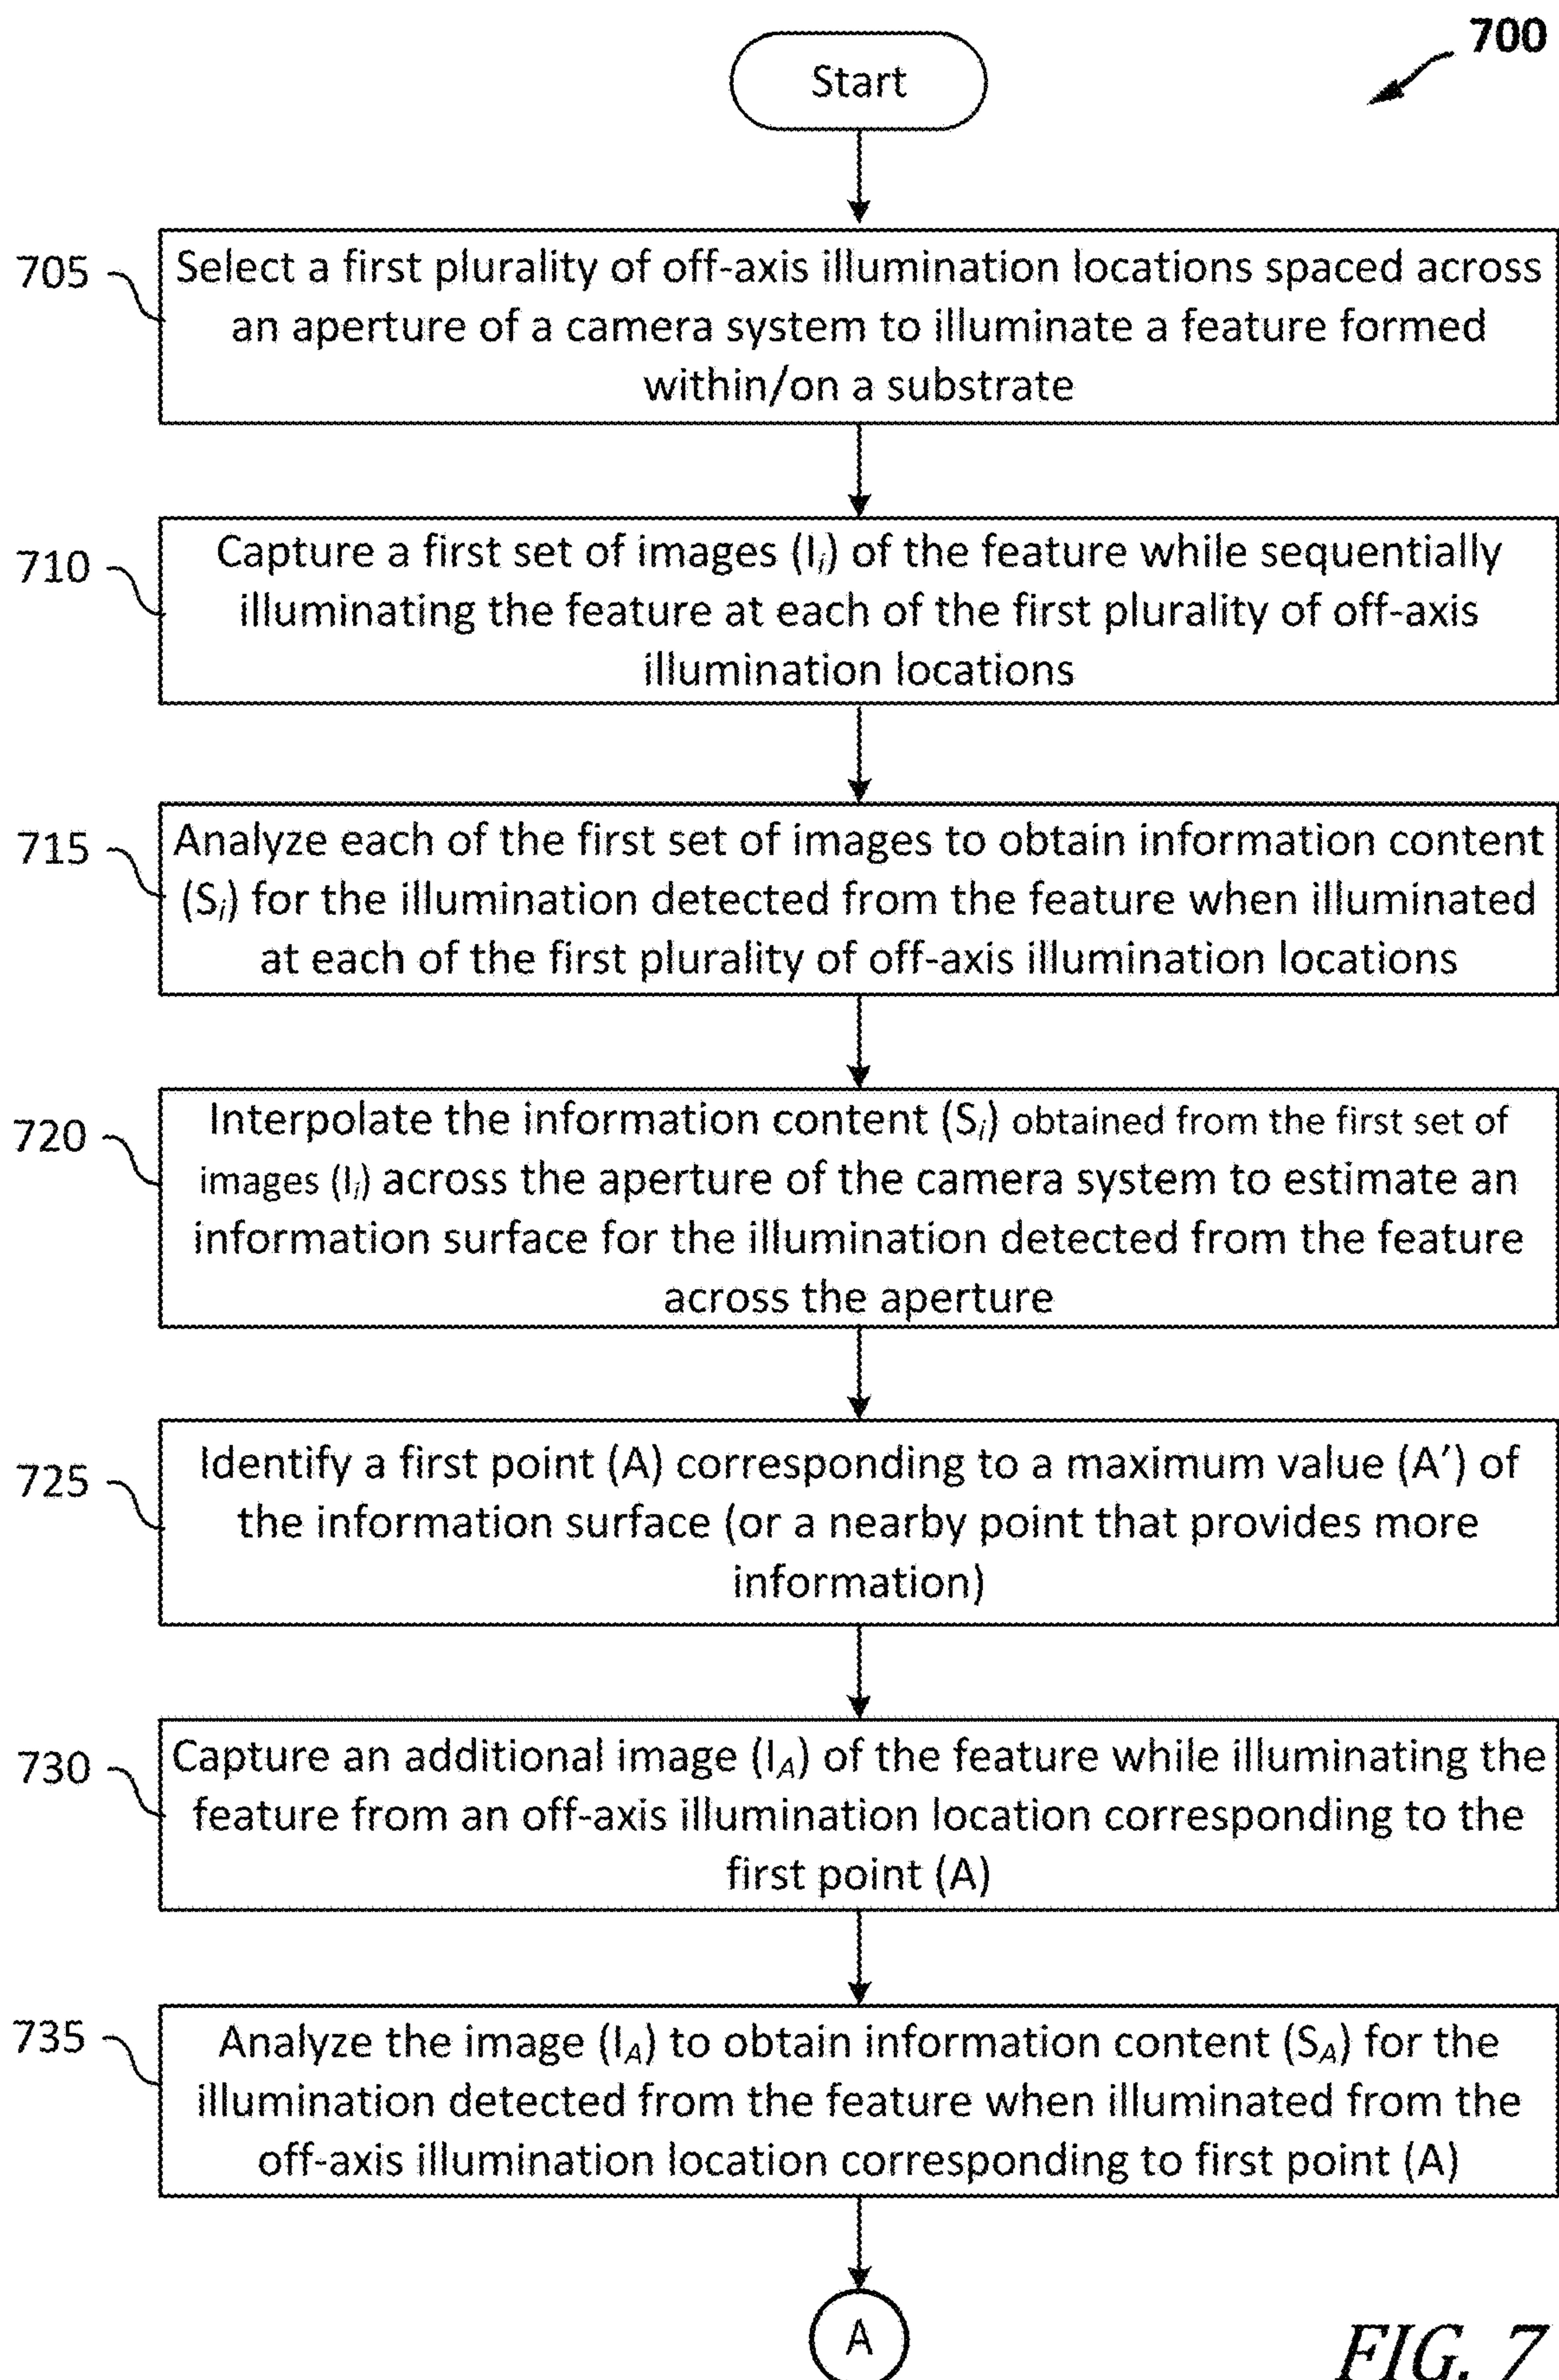 700
Start
705
Select a first plurality of off-axis illumination locations spaced across
an aperture of a camera system to illuminate a feature formed
within/on a substrate
710
Capture a first set of images (Iᵢ) of the feature while sequentially
illuminating the feature at each of the first plurality of off-axis
illumination locations
715
Analyze each of the first set of images to obtain information content
(Sᵢ) for the illumination detected from the feature when illuminated
at each of the first plurality of off-axis illumination locations
720
Interpolate the information content (Sᵢ) obtained from the first set of
images (Iᵢ) across the aperture of the camera system to estimate an
information surface for the illumination detected from the feature
across the aperture
725
Identify a first point (A) corresponding to a maximum value (A’) of
the information surface (or a nearby point that provides more
information)
730
Capture an additional image (I_A) of the feature while illuminating the
feature from an off-axis illumination location corresponding to the
first point (A)
735
Analyze the image (I_A) to obtain information content (S_A) for the
illumination detected from the feature when illuminated from the
off-axis illumination location corresponding to first point (A)
A
FIG. 7